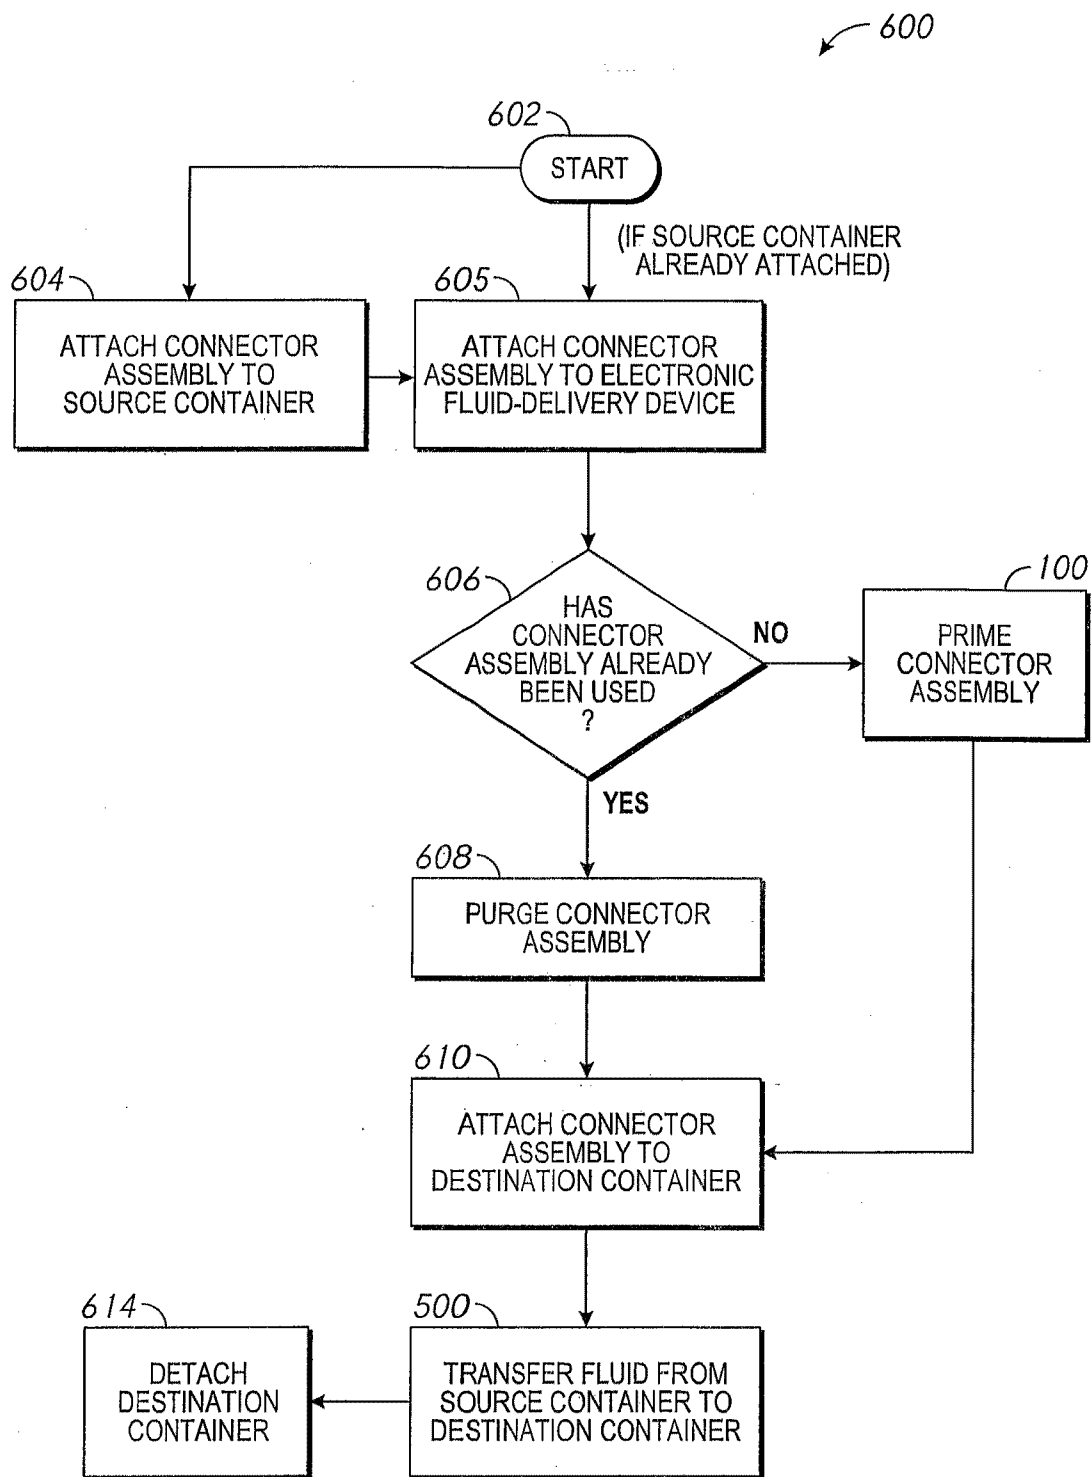 600
602
START
(IF SOURCE CONTAINER
ALREADY ATTACHED)
604
ATTACH CONNECTOR
ASSEMBLY TO
SOURCE CONTAINER
605
ATTACH CONNECTOR
ASSEMBLY TO ELECTRONIC
FLUID-DELIVERY DEVICE
606
HAS
CONNECTOR
ASSEMBLY ALREADY
BEEN USED
?
NO
100
PRIME
CONNECTOR
ASSEMBLY
YES
608
PURGE CONNECTOR
ASSEMBLY
610
ATTACH CONNECTOR
ASSEMBLY TO
DESTINATION CONTAINER
614
DETACH
DESTINATION
CONTAINER
500
TRANSFER FLUID FROM
SOURCE CONTAINER TO
DESTINATION CONTAINER